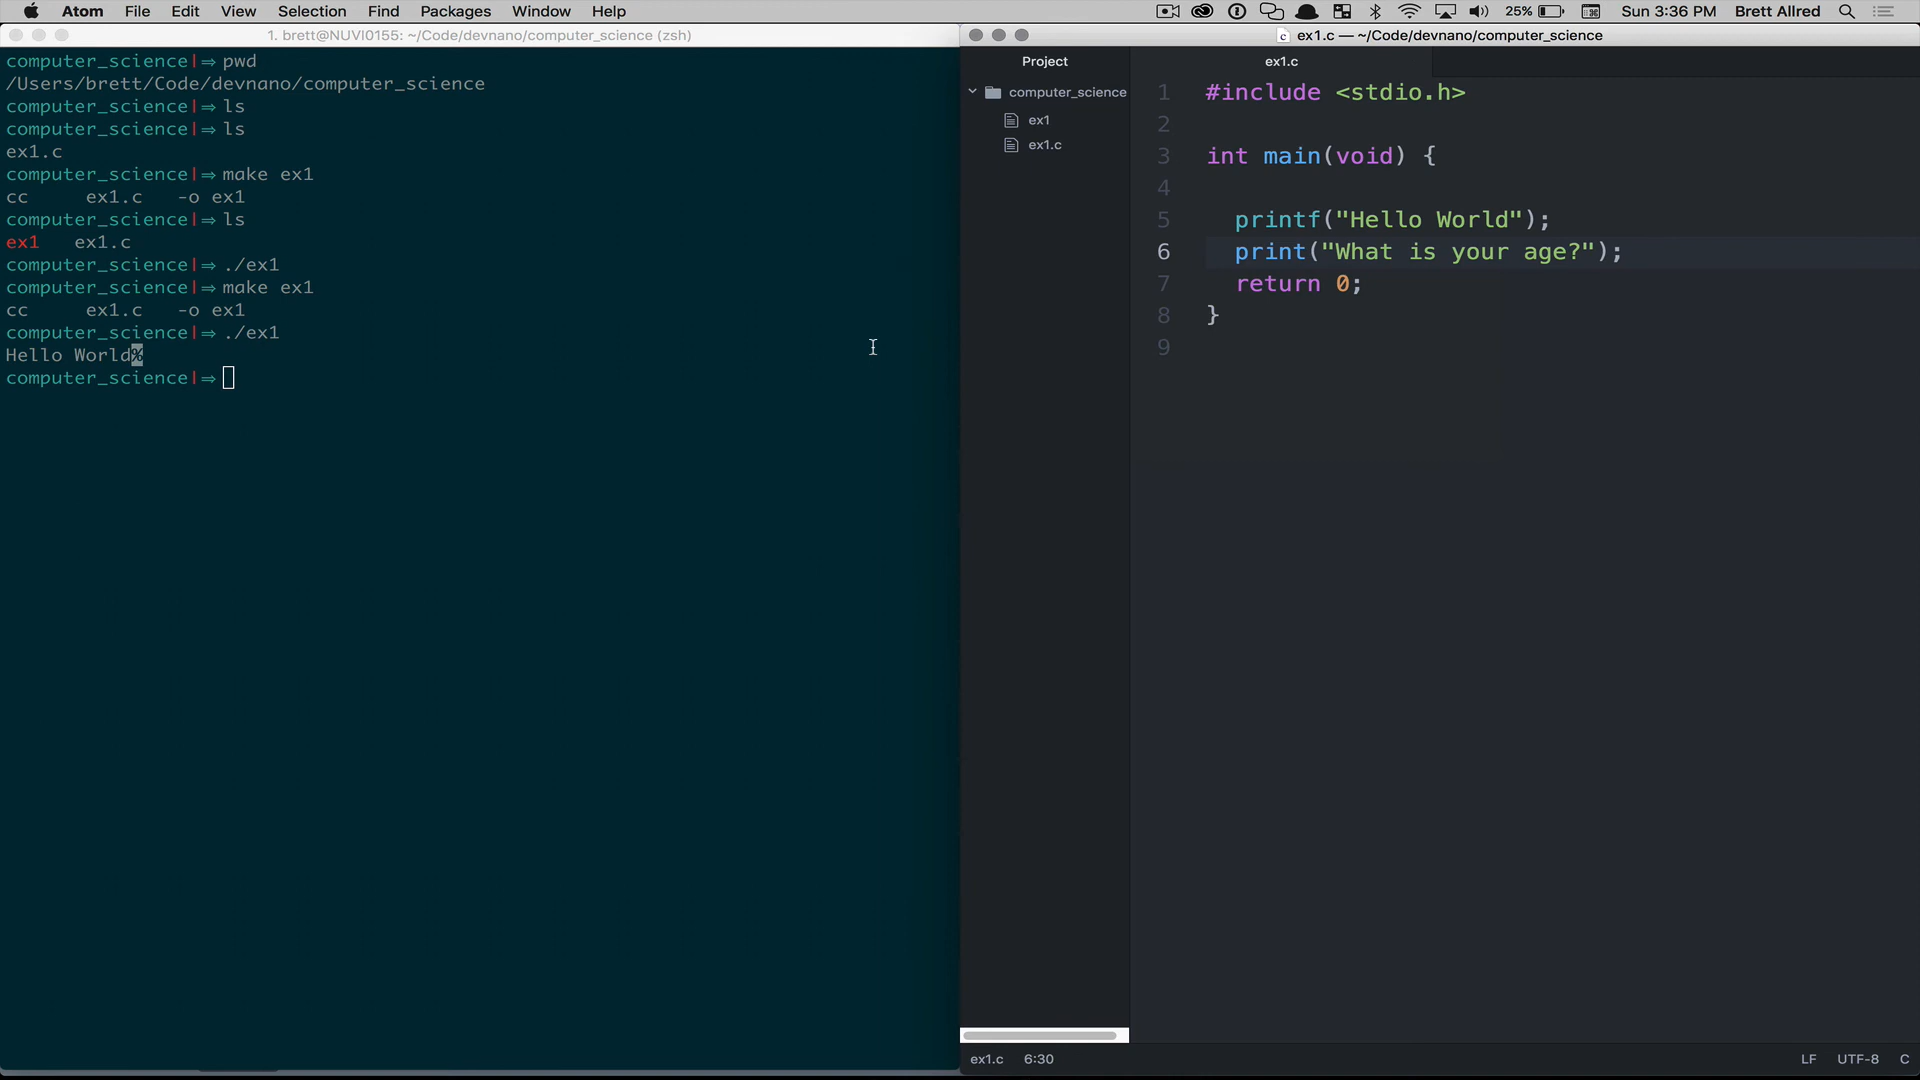 Atom File Edit View Selection Find Packages Window Help 25% Sun 3:36 PM Brett Allred
1. brett@NUVI0155: ~/Code/devnano/computer_science (zsh)
computer_science|⇒ pwd
/Users/brett/Code/devnano/computer_science
computer_science|⇒ ls
computer_science|⇒ ls
ex1.c
computer_science|⇒ make ex1
cc     ex1.c   -o ex1
computer_science|⇒ ls
ex1   ex1.c
computer_science|⇒ ./ex1
computer_science|⇒ make ex1
cc     ex1.c   -o ex1
computer_science|⇒ ./ex1
Hello World%
computer_science|⇒
ex1.c — ~/Code/devnano/computer_science
Project
computer_science
ex1
ex1.c
ex1.c
1 #include <stdio.h>
2
3 int main(void) {
4
5   printf("Hello World");
6   print("What is your age?");
7   return 0;
8 }
9
ex1.c 6:30 LF UTF-8 C